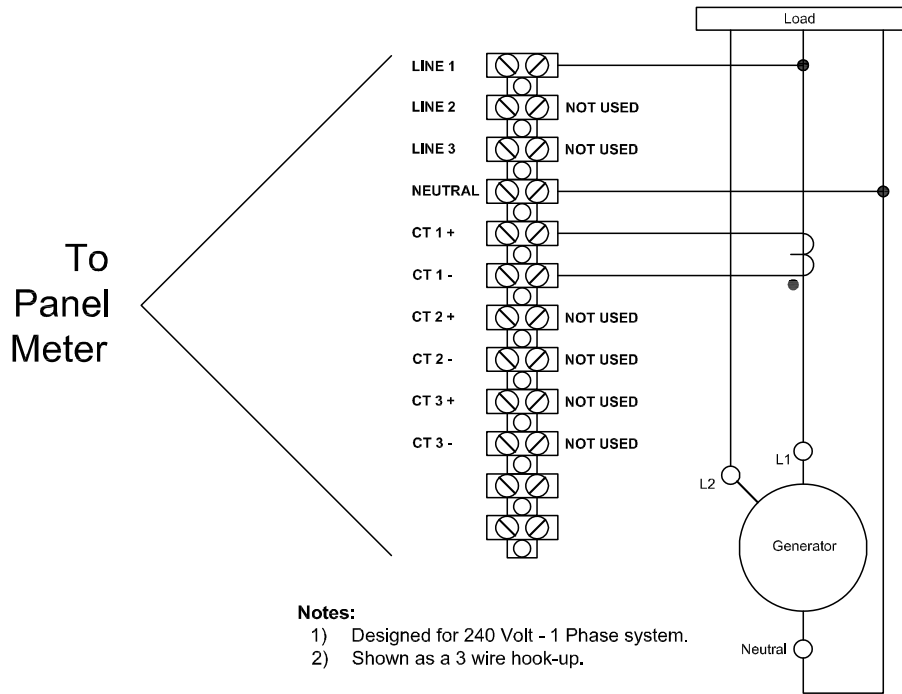 Load
LINE 1
LINE 2 NOT USED
LINE 3 NOT USED
NEUTRAL
CT 1 +
CT 1 -
CT 2 + NOT USED
CT 2 - NOT USED
CT 3 + NOT USED
CT 3 - NOT USED
To
Panel
Meter
L1
L2
Generator
Neutral
Notes:
1) Designed for 240 Volt - 1 Phase system.
2) Shown as a 3 wire hook-up.